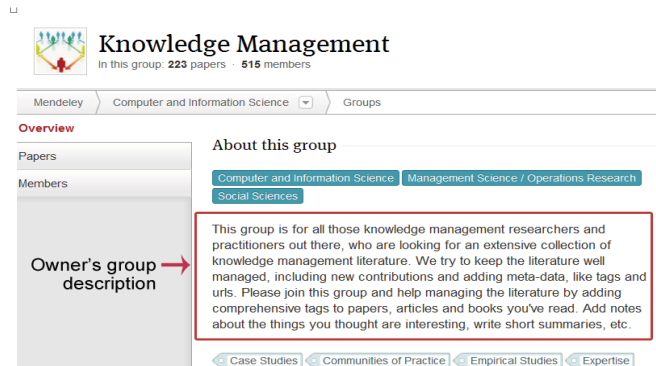 Knowledge Management
In this group: 223 papers · 515 members
Mendeley Computer and Information Science Groups
Overview
Papers
Members
About this group
Computer and Information Science Management Science / Operations Research
Social Sciences
Owner's group
description
This group is for all those knowledge management researchers and
practitioners out there, who are looking for an extensive collection of
knowledge management literature. We try to keep the literature well
managed, including new contributions and adding meta-data, like tags and
urls. Please join this group and help managing the literature by adding
comprehensive tags to papers, articles and books you've read. Add notes
about the things you thought are interesting, write short summaries, etc.
Case Studies Communities of Practice Empirical Studies Expertise